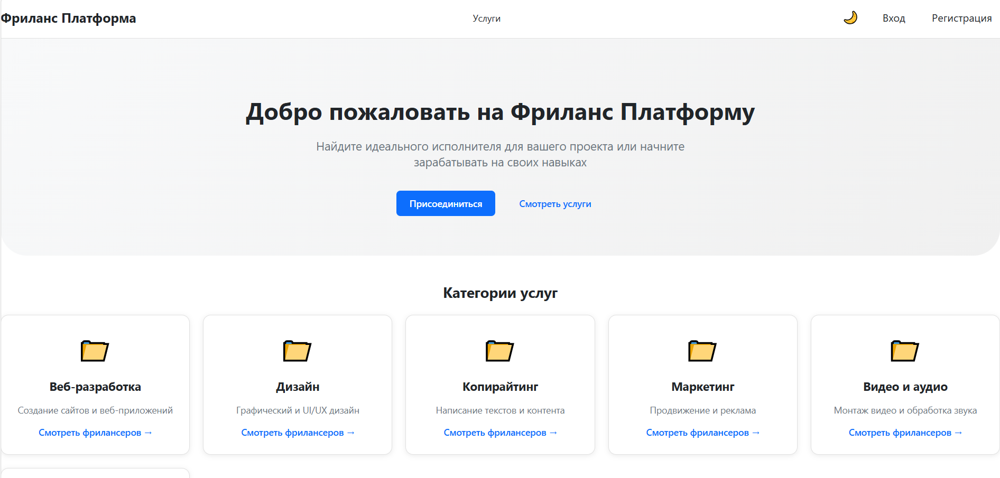 Фриланс Платформа
Услуги
Вход
Регистрация
Добро пожаловать на Фриланс Платформу
Найдите идеального исполнителя для вашего проекта или начните
зарабатывать на своих навыках
Присоединиться
Смотреть услуги
Категории услуг
Веб-разработка
Создание сайтов и веб-приложений
Смотреть фрилансеров →
Дизайн
Графический и UI/UX дизайн
Смотреть фрилансеров →
Копирайтинг
Написание текстов и контента
Смотреть фрилансеров →
Маркетинг
Продвижение и реклама
Смотреть фрилансеров →
Видео и аудио
Монтаж видео и обработка звука
Смотреть фрилансеров →